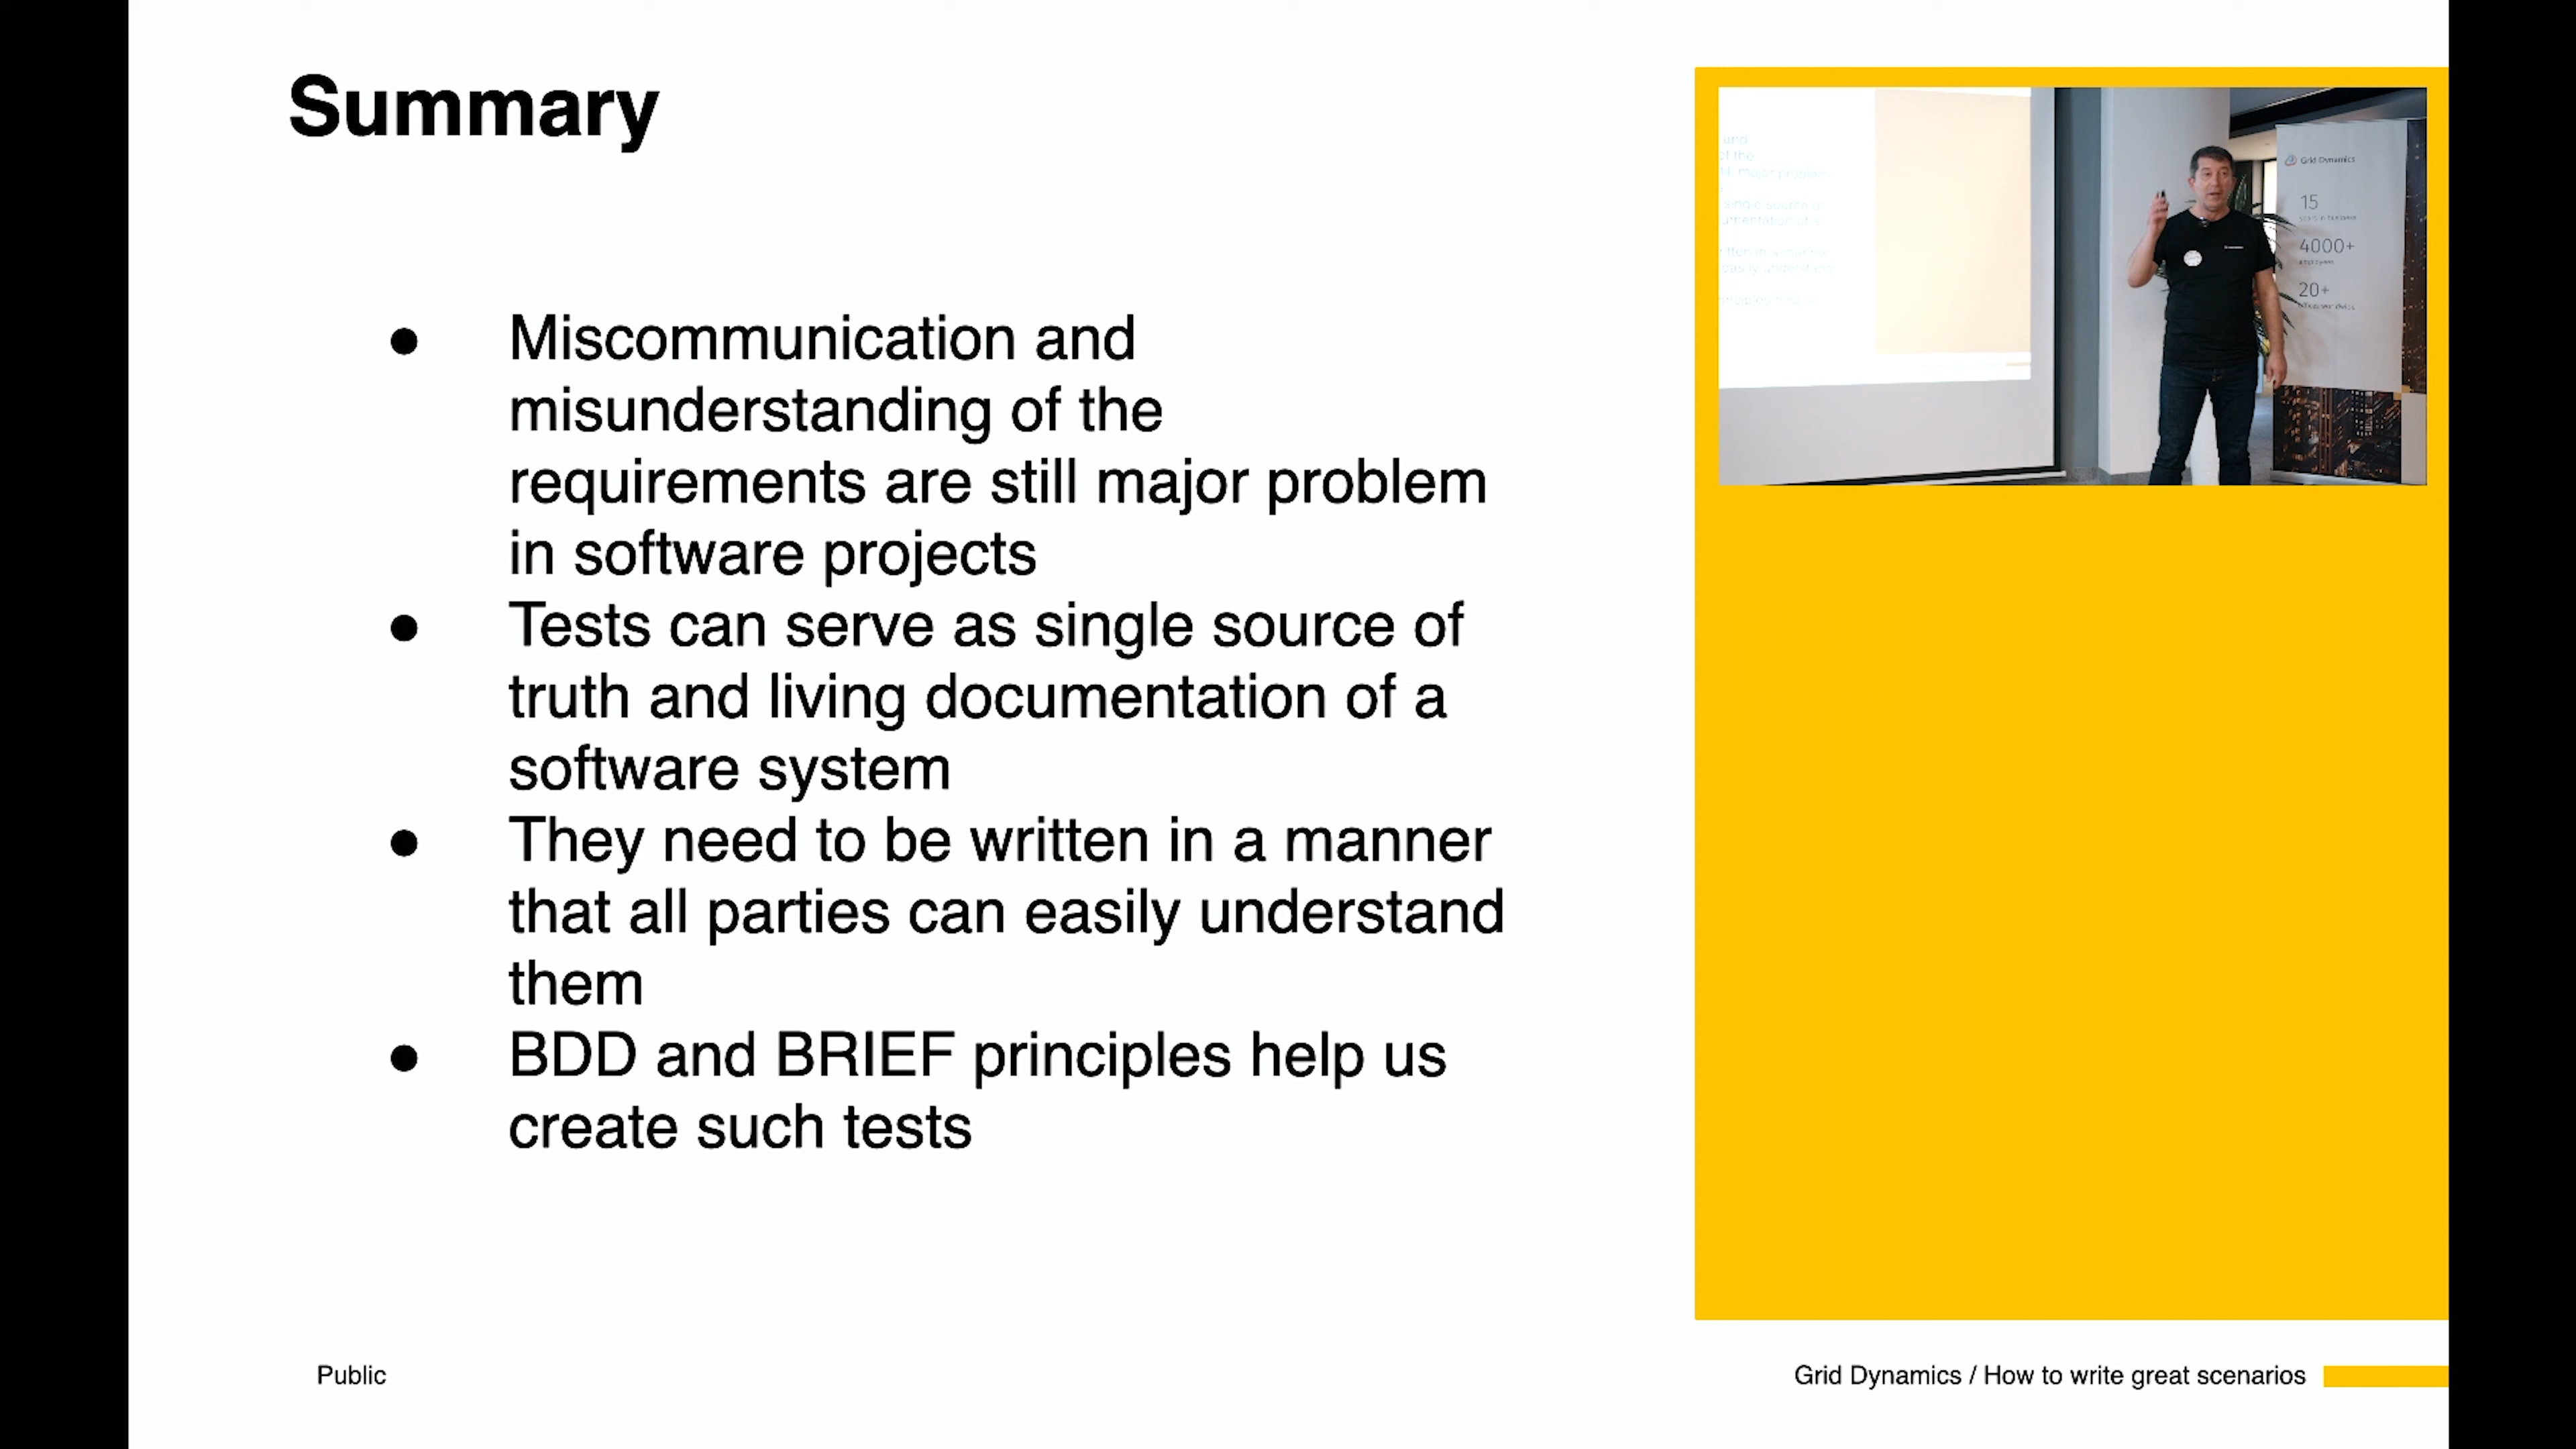 Summary
● Miscommunication and
misunderstanding of the
requirements are still major problem
in software projects
● Tests can serve as single source of
truth and living documentation of a
software system
● They need to be written in a manner
that all parties can easily understand
them
● BDD and BRIEF principles help us
create such tests
Grid Dynamics
15
4000+
20+
Public
Grid Dynamics / How to write great scenarios